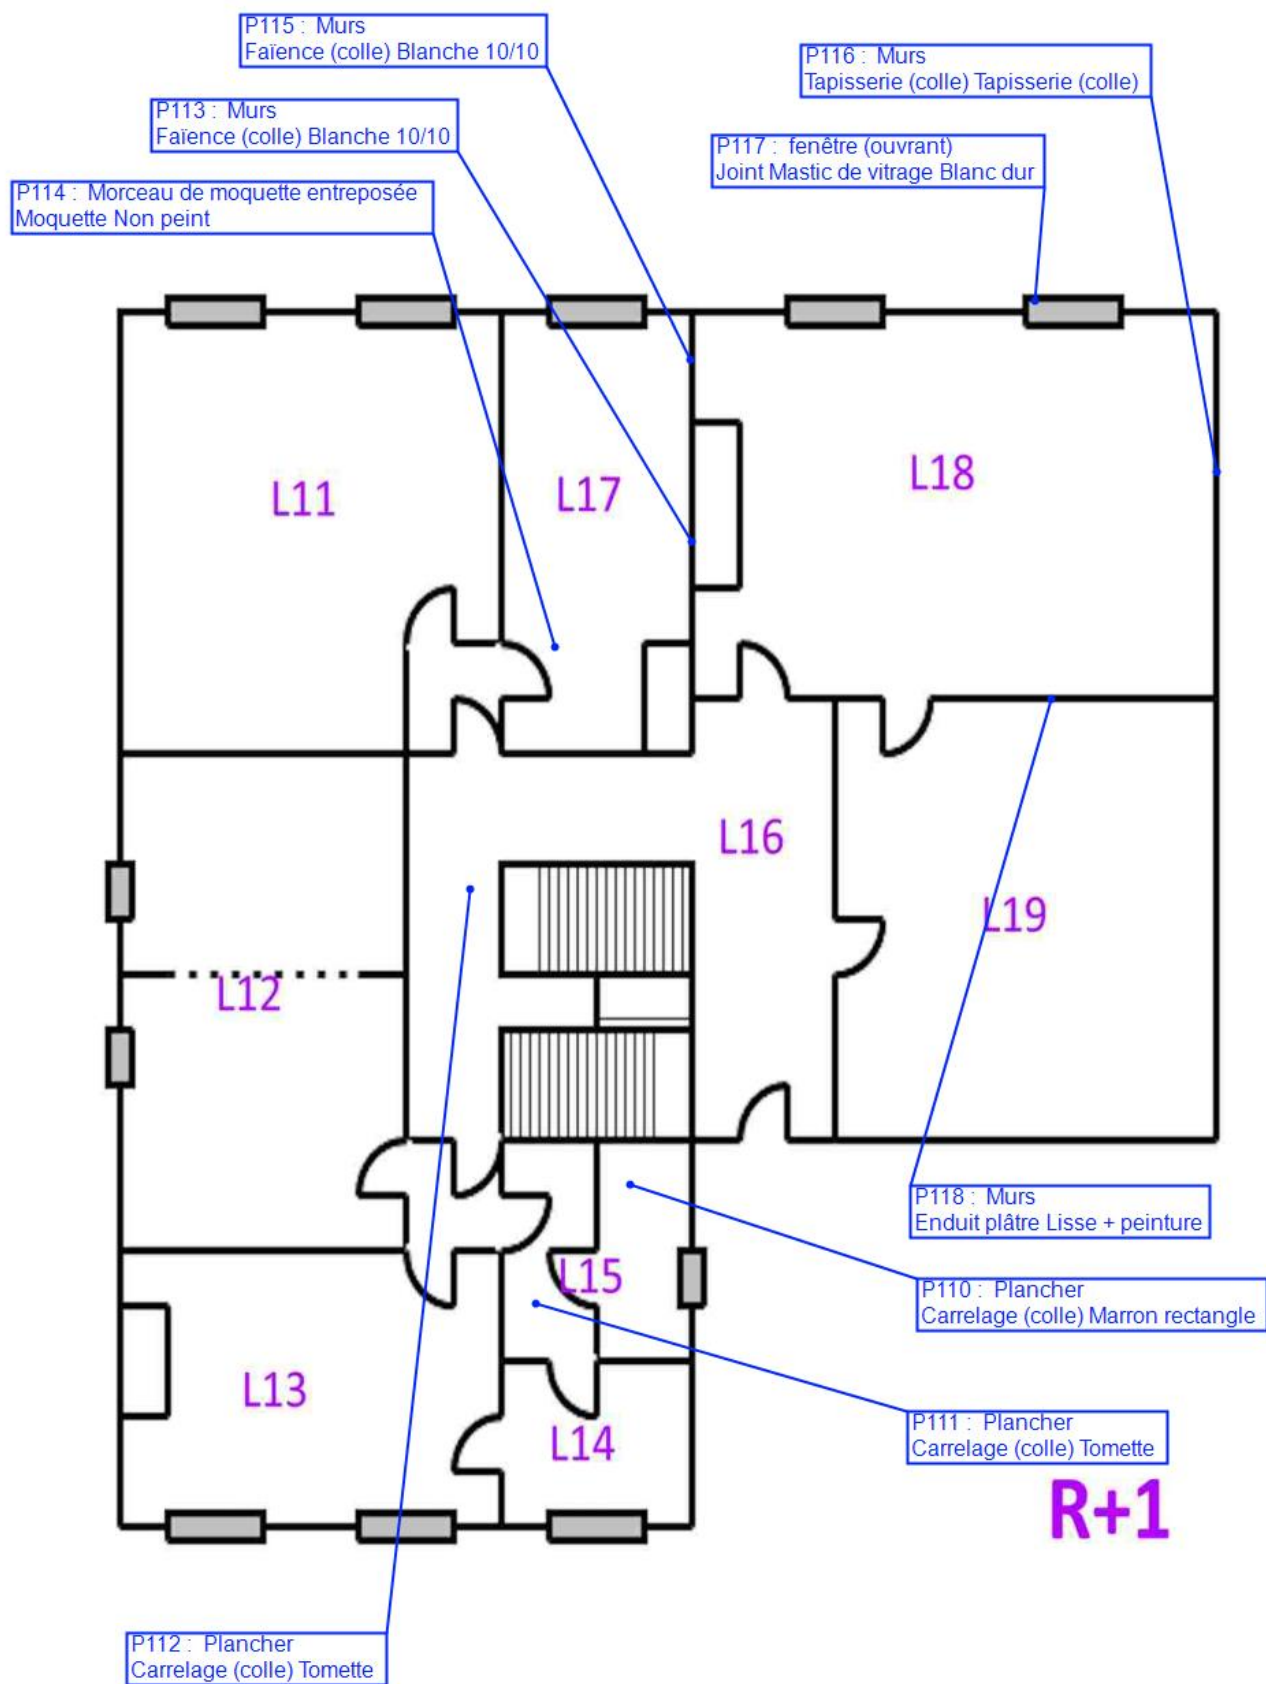 P115 : Murs
Faïence (colle) Blanche 10/10
P116 : Murs
Tapisserie (colle) Tapisserie (colle)
P113 : Murs
Faïence (colle) Blanche 10/10
P117 : fenêtre (ouvrant)
Joint Mastic de vitrage Blanc dur
P114 : Morceau de moquette entreposée
Moquette Non peint
L11
L17
L18
L16
L19
L12
P118 : Murs
Enduit plâtre Lisse + peinture
L15
P110 : Plancher
Carrelage (colle) Marron rectangle
L13
L14
P111 : Plancher
Carrelage (colle) Tomette
R+1
P112 : Plancher
Carrelage (colle) Tomette